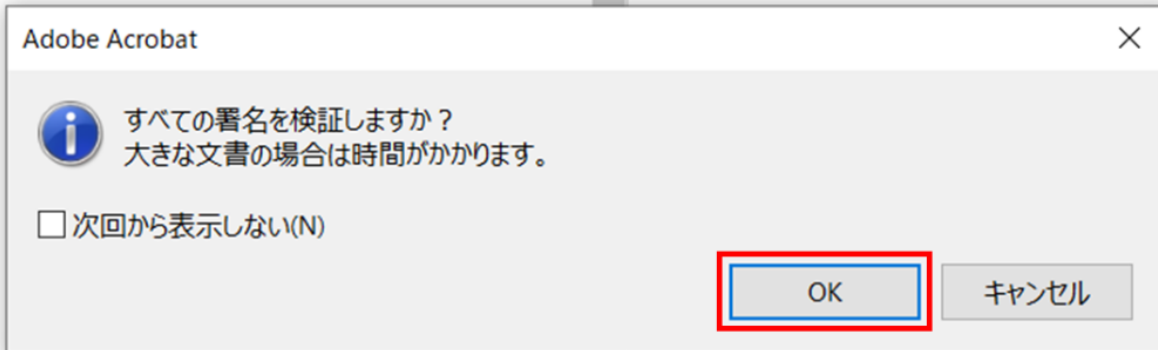 Adobe Acrobat
すべての署名を検証しますか？
大きな文書の場合は時間がかかります。
次回から表示しない(N)
OK
キャンセル